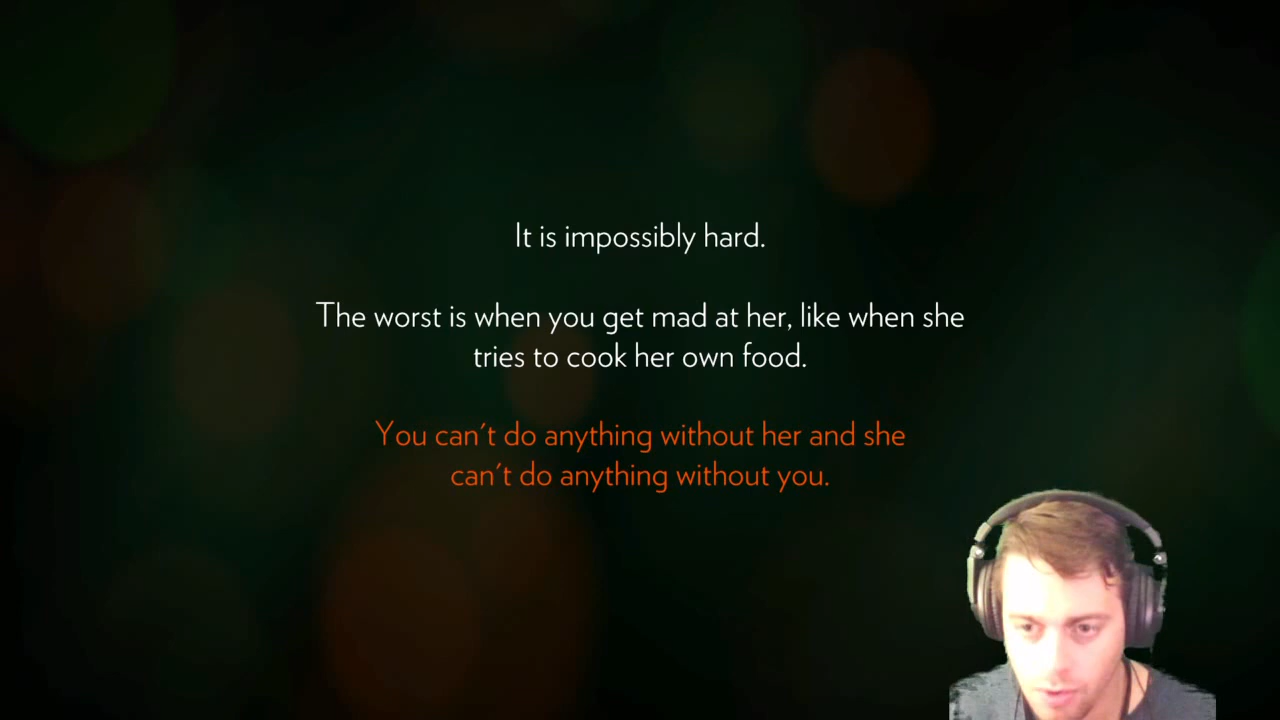 It is impossibly hard.
The worst is when you get mad at her, like when she
tries to cook her own food.
You can't do anything without her and she
can't do anything without you.